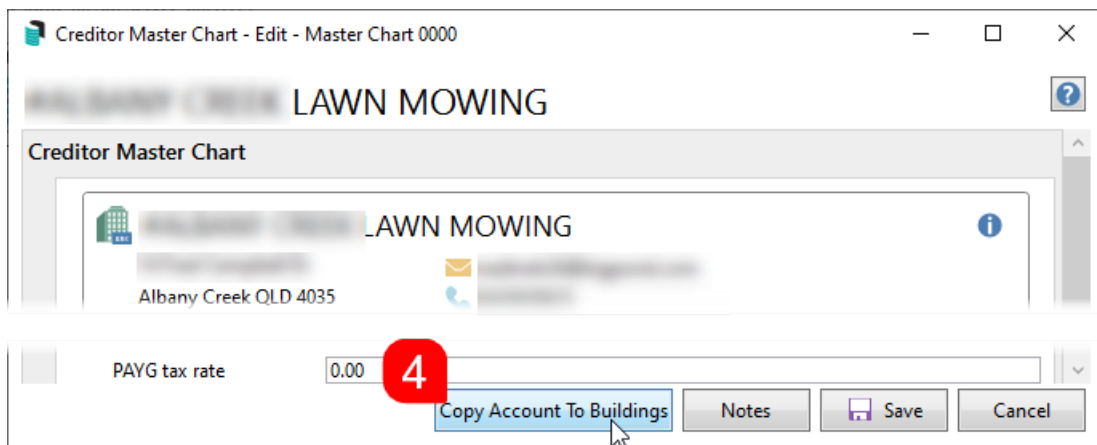 Creditor Master Chart - Edit - Master Chart 0000
LAWN MOWING
?
Creditor Master Chart
LAWN MOWING
i
Albany Creek QLD 4035
PAYG tax rate 0.00
4
Copy Account To Buildings Notes Save Cancel